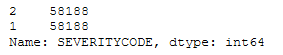 2    58188
1    58188
Name: SEVERITYCODE, dtype: int64